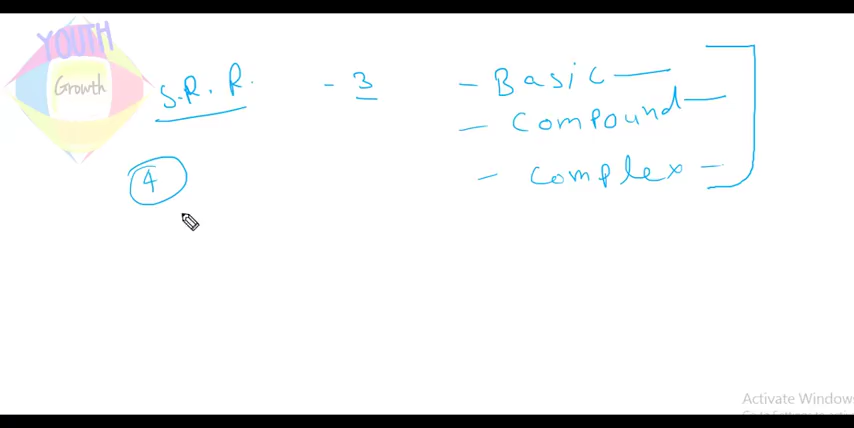 YOUTH
Growth
S.R.R. - 3 - Basic
- Compound
- Complex
4
Activate Windows